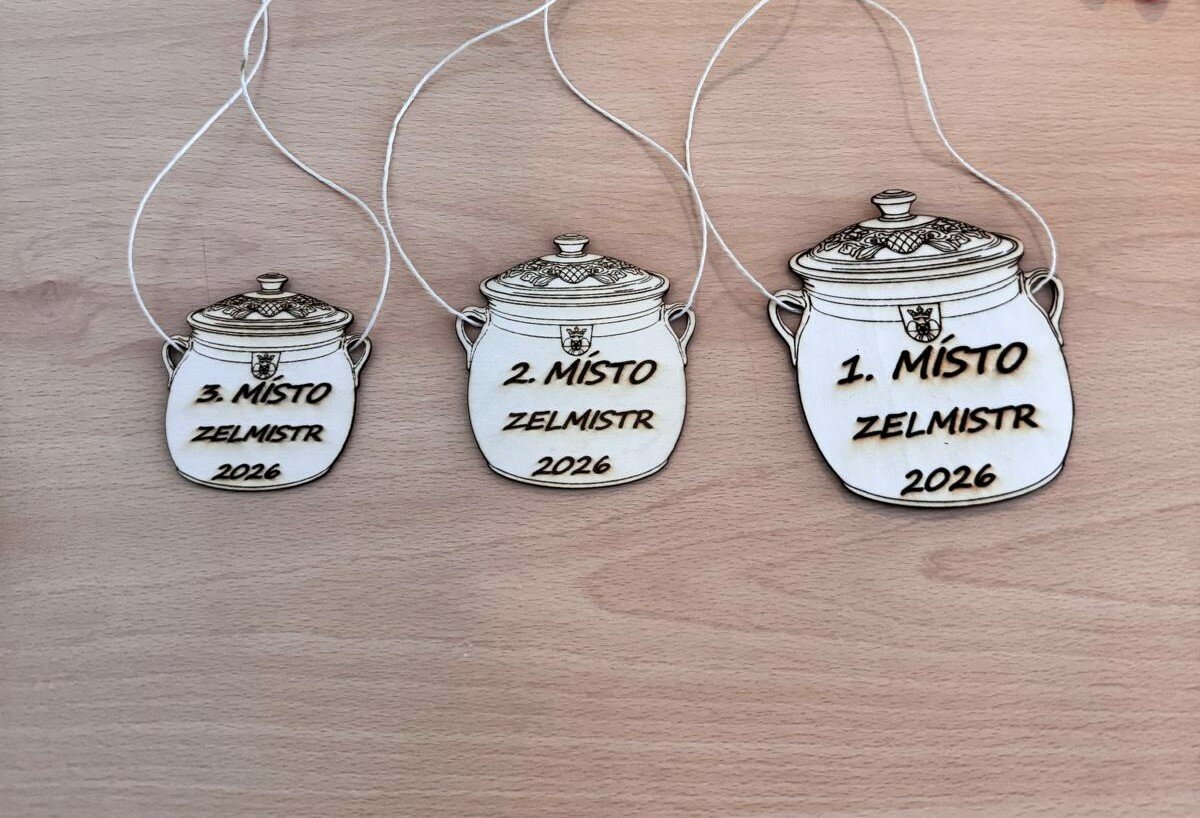 3. MÍSTO
ZELMISTR
2026
2. MÍSTO
ZELMISTR
2026
1. MÍSTO
ZELMISTR
2026